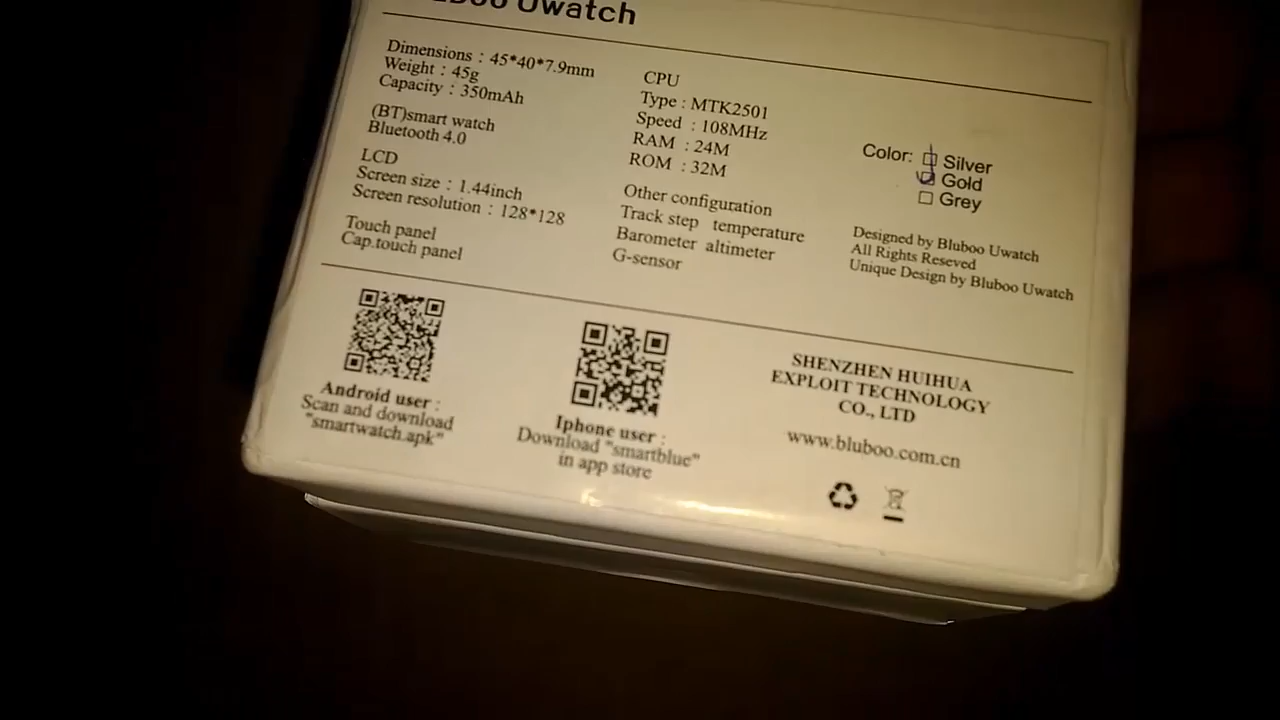 Uwatch
Dimensions : 45*40*7.9mm
Weight : 45g
Capacity : 350mAh
(BT)smart watch
Bluetooth 4.0
LCD
Screen size : 1.44inch
Screen resolution : 128*128
Touch panel
Cap.touch panel
CPU
Type : MTK2501
Speed : 108MHz
RAM : 24M
ROM : 32M
Other configuration
Track step temperature
Barometer altimeter
G-sensor
Color: Silver
Gold
Grey
Designed by Bluboo Uwatch
All Rights Reseved
Unique Design by Bluboo Uwatch
Android user :
Scan and download
"smartwatch.apk"
Iphone user :
Download "smartblue"
in app store
SHENZHEN HUIHUA
EXPLOIT TECHNOLOGY
CO., LTD
www.bluboo.com.cn